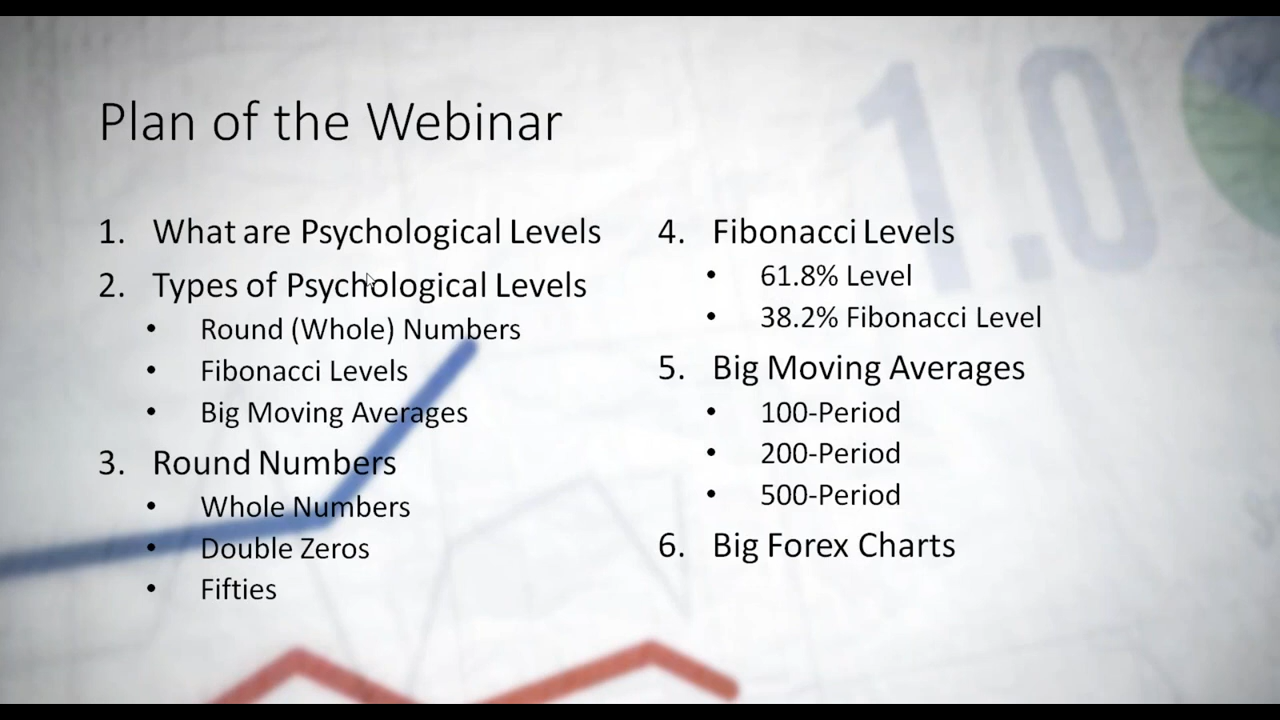 Plan of the Webinar
1. What are Psychological Levels
2. Types of Psychological Levels
• Round (Whole) Numbers
• Fibonacci Levels
• Big Moving Averages
3. Round Numbers
• Whole Numbers
• Double Zeros
• Fifties
4. Fibonacci Levels
• 61.8% Level
• 38.2% Fibonacci Level
5. Big Moving Averages
• 100-Period
• 200-Period
• 500-Period
6. Big Forex Charts
1.0